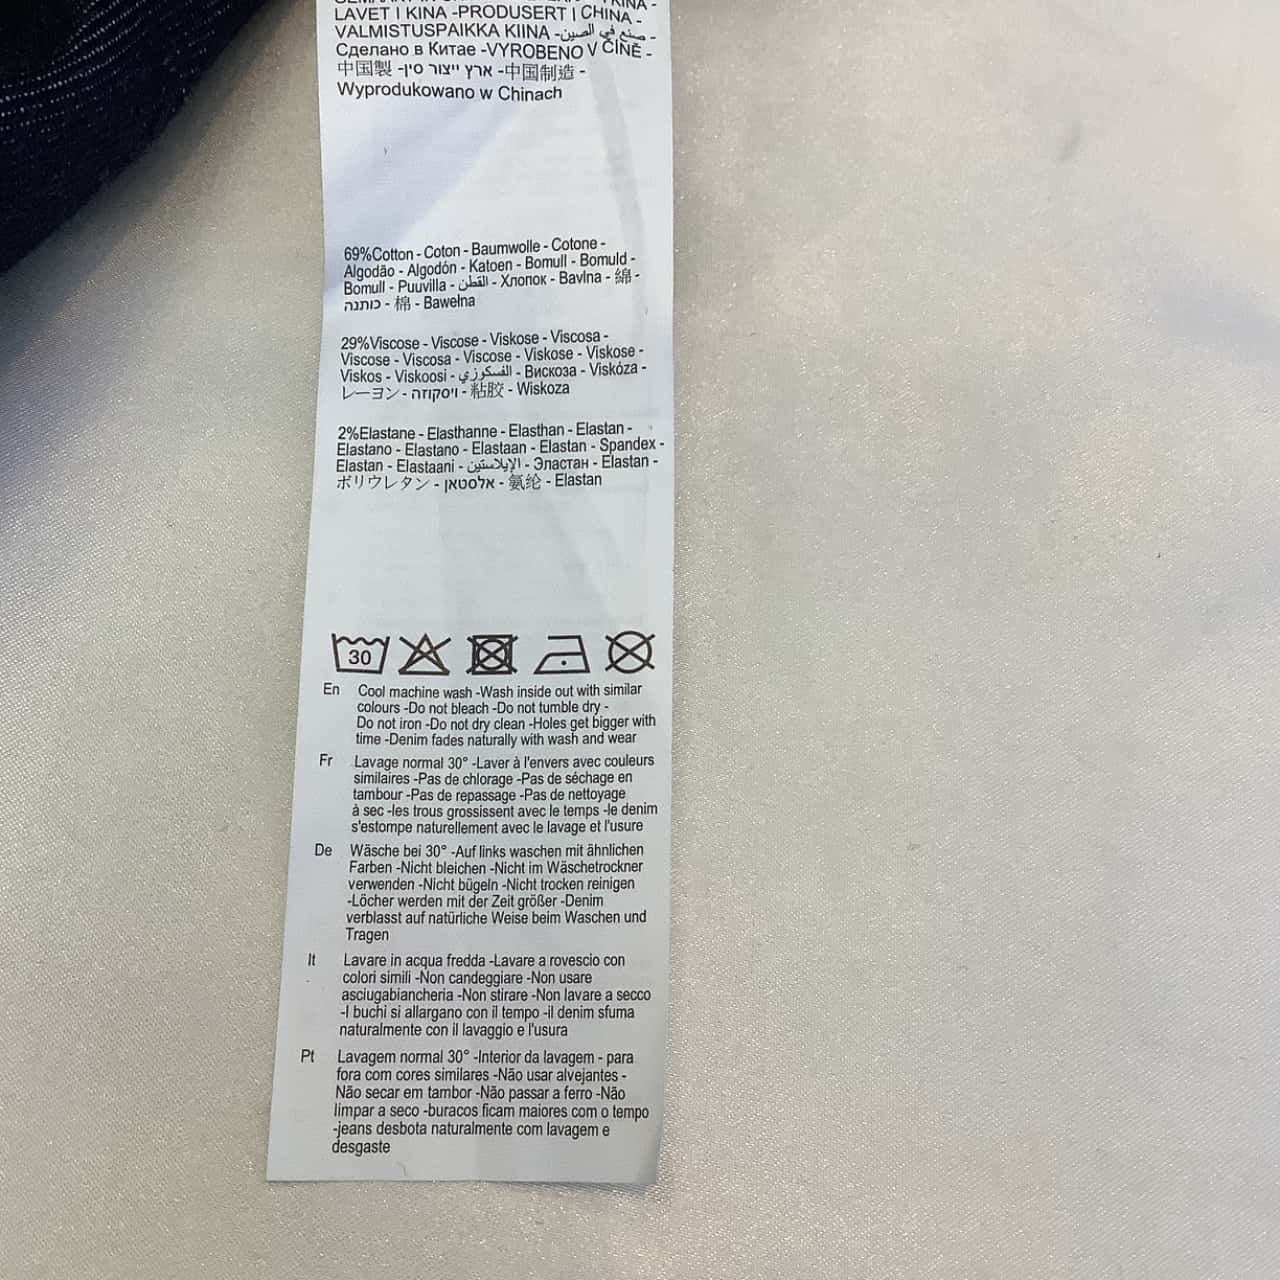 LAVET I KINA -PRODUSERT I CHINA -
VALMISTUSPAIKKA KIINA -صنع في الصين -
Сделано в Китае -VYROBENO V ČÍNĚ -
中国製 -ארץ ייצור סין -中国制造 -
Wyprodukowano w Chinach
69%Cotton - Coton - Baumwolle - Cotone -
Algodão - Algodón - Katoen - Bomull - Bomuld -
Bomull - Puuvilla - القطن - Хлопок - Bavlna - 綿 -
כותנה - 棉 - Bawełna
29%Viscose - Viscose - Viskose - Viscosa -
Viscose - Viscosa - Viscose - Viskose - Viskose -
Viskos - Viskoosi - الفسكوزي - Вискоза - Viskóza -
レーヨン - ויסקוזה - 粘胶 - Wiskoza
2%Elastane - Elasthanne - Elasthan - Elastan -
Elastano - Elastano - Elastaan - Elastan - Spandex -
Elastan - Elastaani - الإيلاستين - Эластан - Elastan -
ポリウレタン - אלסטאן - 氨纶 - Elastan
30
En Cool machine wash -Wash inside out with similar
colours -Do not bleach -Do not tumble dry -
Do not iron -Do not dry clean -Holes get bigger with
time -Denim fades naturally with wash and wear
Fr Lavage normal 30° -Laver à l'envers avec couleurs
similaires -Pas de chlorage -Pas de séchage en
tambour -Pas de repassage -Pas de nettoyage
à sec -les trous grossissent avec le temps -le denim
s'estompe naturellement avec le lavage et l'usure
De Wäsche bei 30° -Auf links waschen mit ähnlichen
Farben -Nicht bleichen -Nicht im Wäschetrockner
verwenden -Nicht bügeln -Nicht trocken reinigen
-Löcher werden mit der Zeit größer -Denim
verblasst auf natürliche Weise beim Waschen und
Tragen
It Lavare in acqua fredda -Lavare a rovescio con
colori simili -Non candeggiare -Non usare
asciugabiancheria -Non stirare -Non lavare a secco
-I buchi si allargano con il tempo -il denim sfuma
naturalmente con il lavaggio e l'usura
Pt Lavagem normal 30° -Interior da lavagem - para
fora com cores similares -Não usar alvejantes -
Não secar em tambor -Não passar a ferro -Não
limpar a seco -buracos ficam maiores com o tempo
-jeans desbota naturalmente com lavagem e
desgaste